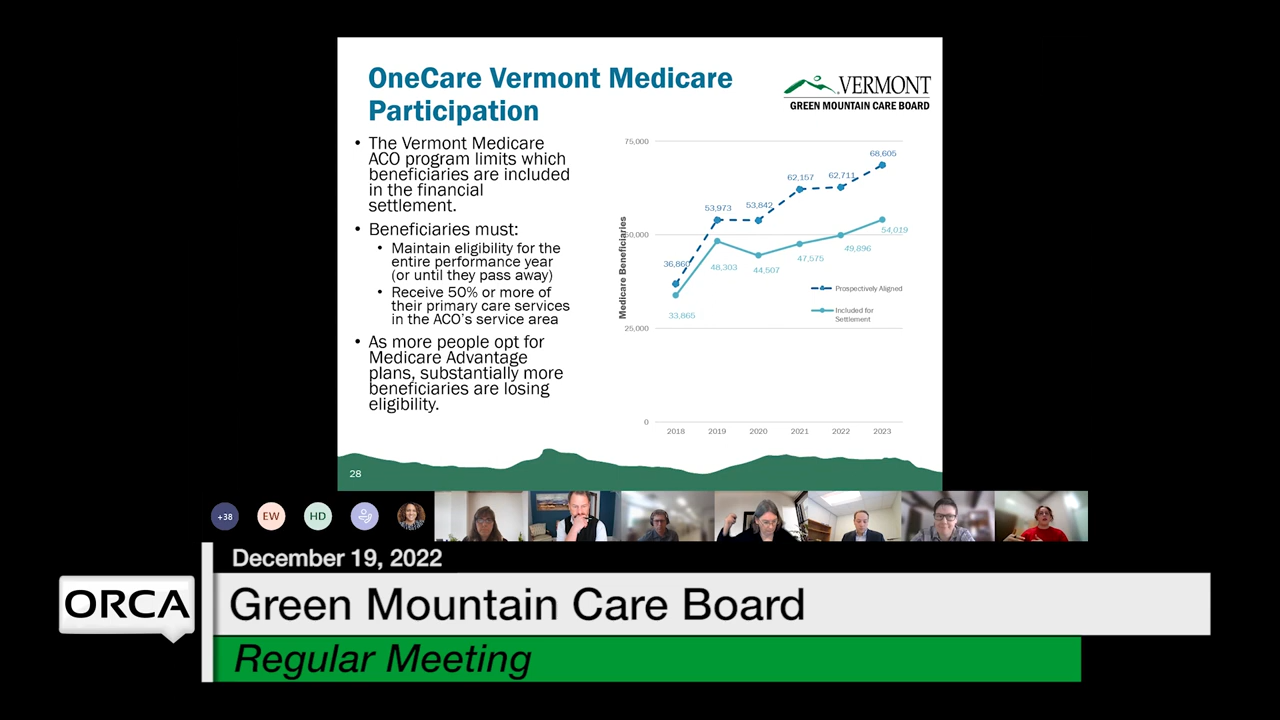 OneCare Vermont Medicare
Participation
VERMONT
GREEN MOUNTAIN CARE BOARD
• The Vermont Medicare
ACO program limits which
beneficiaries are included
in the financial
settlement.
• Beneficiaries must:
• Maintain eligibility for the
entire performance year
(or until they pass away)
• Receive 50% or more of
their primary care services
in the ACO's service area
• As more people opt for
Medicare Advantage
plans, substantially more
beneficiaries are losing
eligibility.
Medicare Beneficiaries
75,000
50,000
25,000
0
68,605
62,157
62,711
53,973
53,842
36,860
54,019
49,896
47,575
48,303
44,507
33,865
Prospectively Aligned
Included for
Settlement
2018 2019 2020 2021 2022 2023
28
+38
EW
HD
December 19, 2022
ORCA
Green Mountain Care Board
Regular Meeting